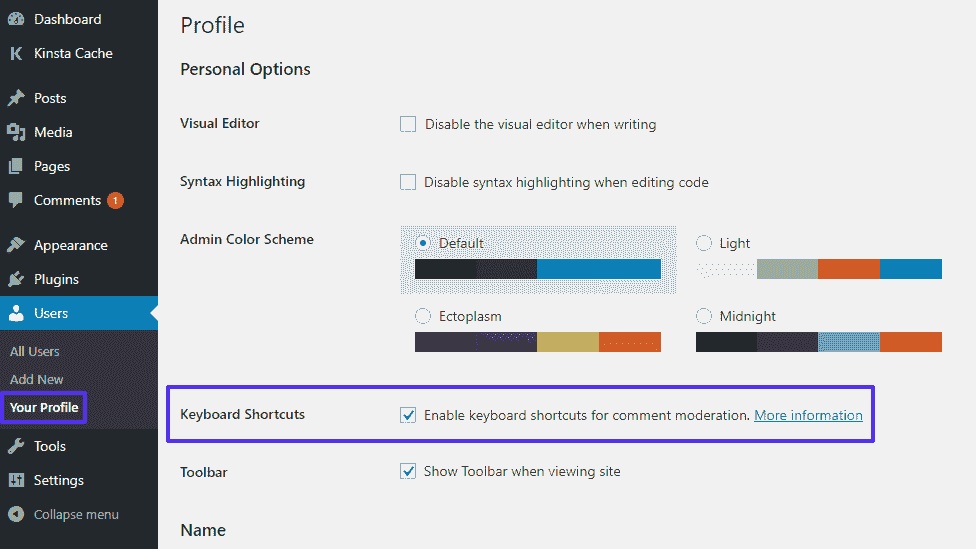 Dashboard
Kinsta Cache
Posts
Media
Pages
Comments 1
Appearance
Plugins
Users
All Users
Add New
Your Profile
Tools
Settings
Collapse menu
Profile
Personal Options
Visual Editor
Disable the visual editor when writing
Syntax Highlighting
Disable syntax highlighting when editing code
Admin Color Scheme
Default
Light
Ectoplasm
Midnight
Keyboard Shortcuts
Enable keyboard shortcuts for comment moderation. More information
Toolbar
Show Toolbar when viewing site
Name